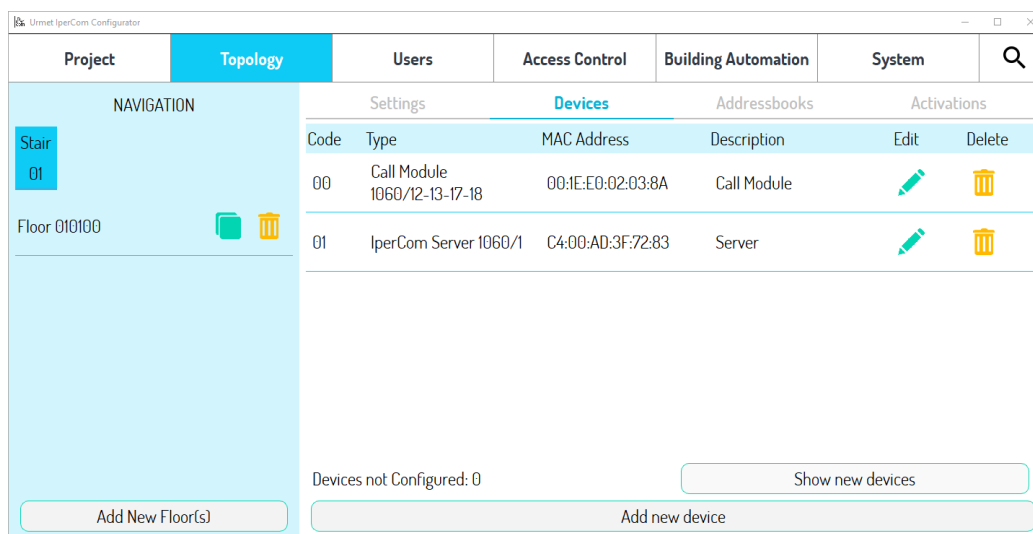 Urmet IperCom Configurator
Project Topology Users Access Control Building Automation System
NAVIGATION
Stair
01
Floor 010100
Add New Floor(s)
Settings Devices Addressbooks Activations
Code Type MAC Address Description Edit Delete
00 Call Module 1060/12-13-17-18 00:1E:E0:02:03:8A Call Module
01 IperCom Server 1060/1 C4:00:AD:3F:72:83 Server
Devices not Configured: 0 Show new devices
Add new device